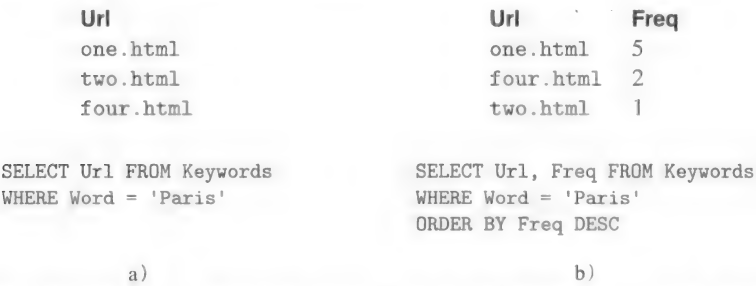 Url
one.html
two.html
four.html
SELECT Url FROM Keywords
WHERE Word = 'Paris'
a)
Url Freq
one.html 5
four.html 2
two.html 1
SELECT Url, Freq FROM Keywords
WHERE Word = 'Paris'
ORDER BY Freq DESC
b)